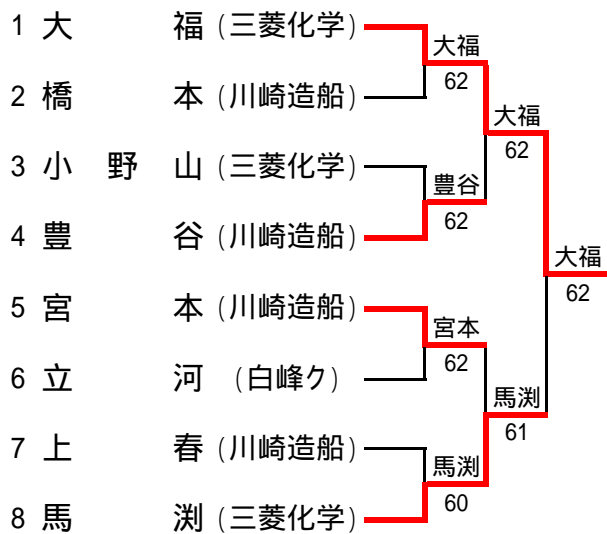 1 大 福 (三菱化学)
大福
62
2 橋 本 (川崎造船)
大福
62
3 小 野 山 (三菱化学)
豊谷
62
4 豊 谷 (川崎造船)
大福
62
5 宮 本 (川崎造船)
宮本
62
6 立 河 (白峰ク)
馬渕
61
7 上 春 (川崎造船)
馬渕
60
8 馬 渕 (三菱化学)